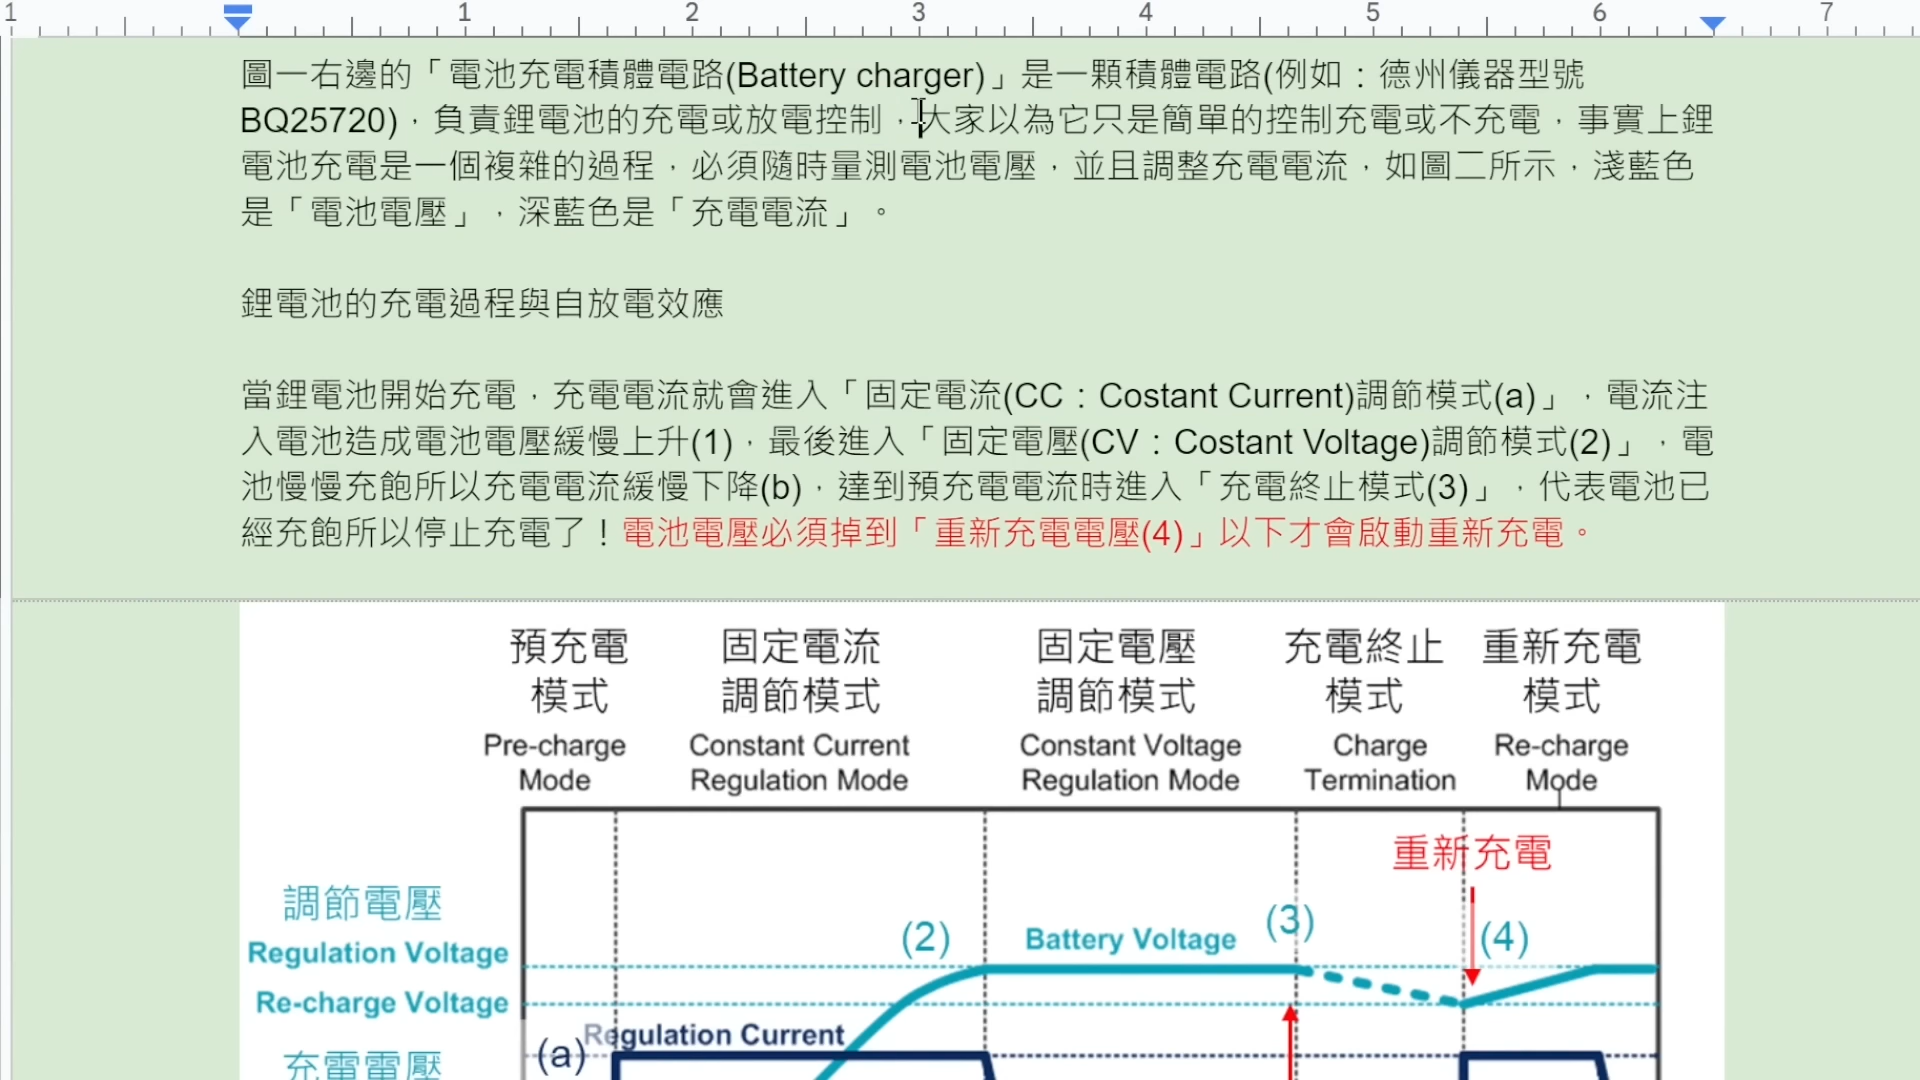 1 1 2 3 4 5 6 7
圖一右邊的「電池充電積體電路(Battery charger)」是一顆積體電路(例如：德州儀器型號
BQ25720)，負責鋰電池的充電或放電控制，大家以為它只是簡單的控制充電或不充電，事實上鋰
電池充電是一個複雜的過程，必須隨時量測電池電壓，並且調整充電電流，如圖二所示，淺藍色
是「電池電壓」，深藍色是「充電電流」。
鋰電池的充電過程與自放電效應
當鋰電池開始充電，充電電流就會進入「固定電流(CC：Costant Current)調節模式(a)」，電流注
入電池造成電池電壓緩慢上升(1)，最後進入「固定電壓(CV：Costant Voltage)調節模式(2)」，電
池慢慢充飽所以充電電流緩慢下降(b)，達到預充電電流時進入「充電終止模式(3)」，代表電池已
經充飽所以停止充電了！電池電壓必須掉到「重新充電電壓(4)」以下才會啟動重新充電。
預充電 固定電流 固定電壓 充電終止 重新充電
模式 調節模式 調節模式 模式 模式
Pre-charge Constant Current Constant Voltage Charge Re-charge
Mode Regulation Mode Regulation Mode Termination Mode
重新充電
調節電壓
(2) Battery Voltage (3) (4)
Regulation Voltage
Re-charge Voltage
Regulation Current
(a)
充電電壓